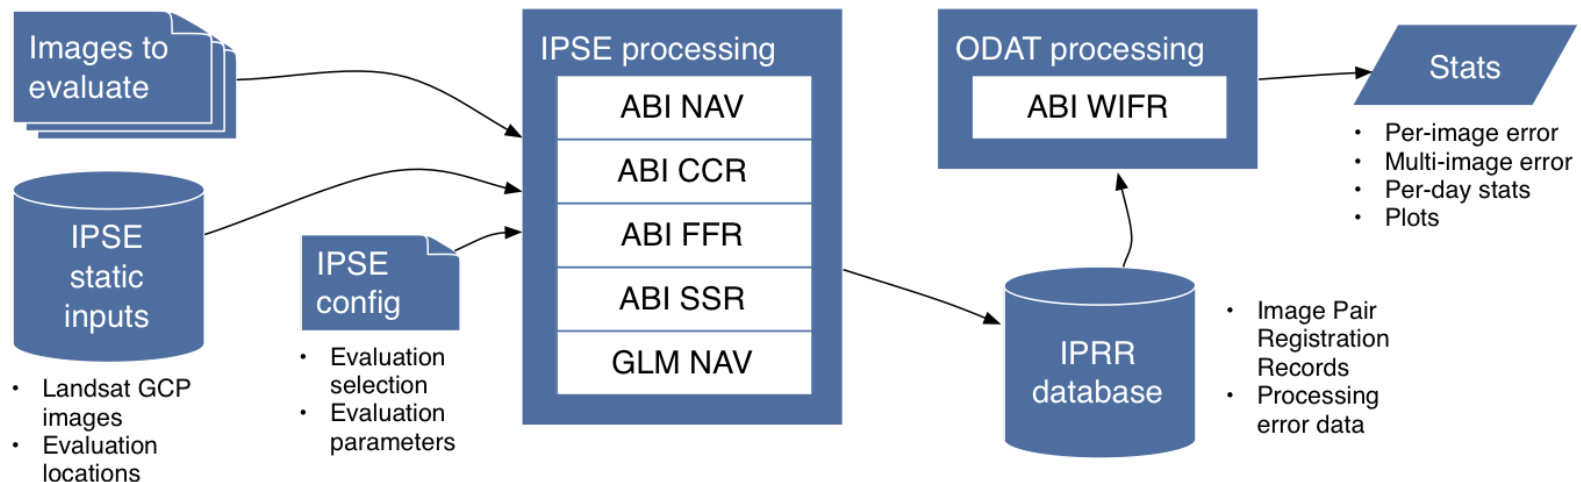 Images to
evaluate
IPSE
static
inputs
• Landsat GCP
images
• Evaluation
locations
IPSE
config
• Evaluation
selection
• Evaluation
parameters
IPSE processing
ABI NAV
ABI CCR
ABI FFR
ABI SSR
GLM NAV
ODAT processing
ABI WIFR
IPRR
database
• Image Pair
Registration
Records
• Processing
error data
Stats
• Per-image error
• Multi-image error
• Per-day stats
• Plots